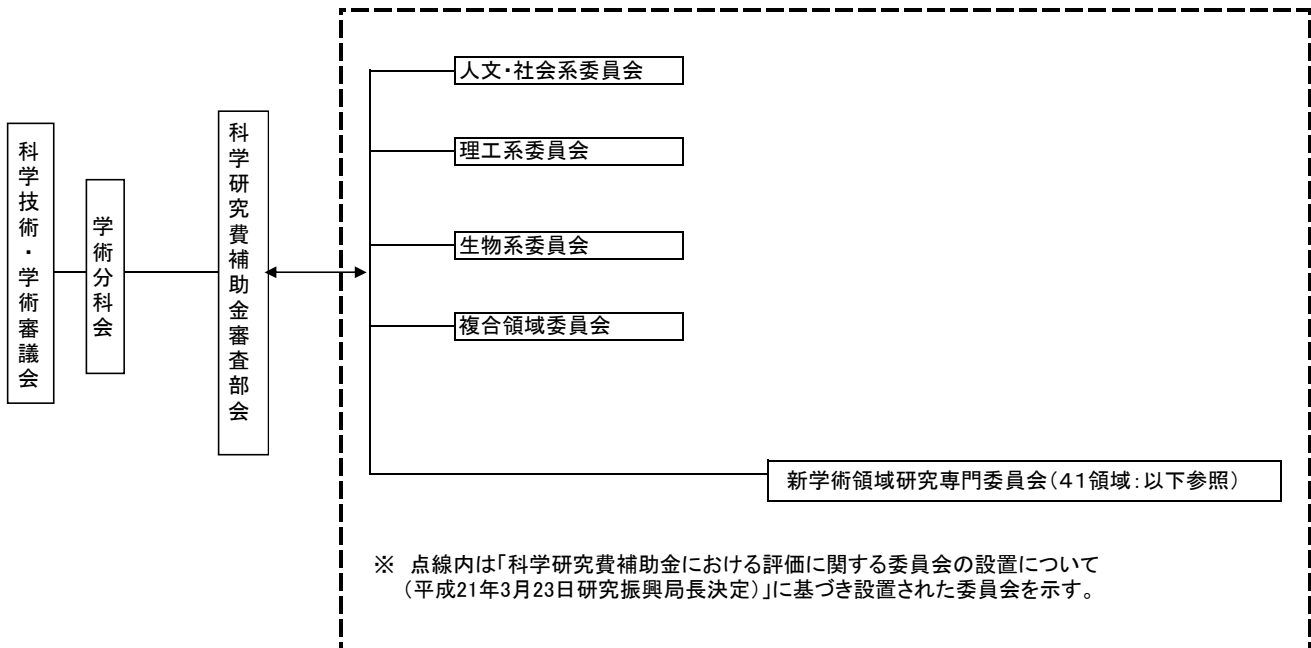 科学技術・学術審議会
学術分科会
科学研究費補助金審査部会
人文・社会系委員会
理工系委員会
生物系委員会
複合領域委員会
新学術領域研究専門委員会（４１領域：以下参照）
※　点線内は「科学研究費補助金における評価に関する委員会の設置について
（平成21年3月23日研究振興局長決定）」に基づき設置された委員会を示す。